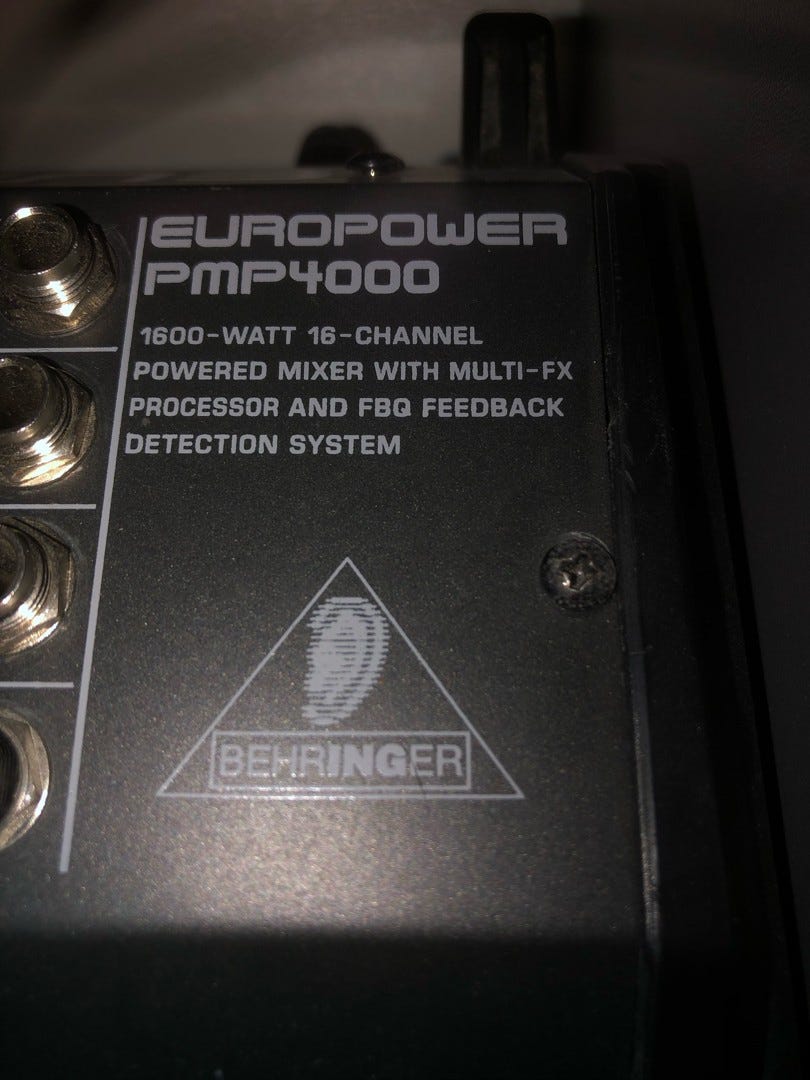 EUROPOWER
PMP4000
1600-WATT 16-CHANNEL
POWERED MIXER WITH MULTI-FX
PROCESSOR AND FBQ FEEDBACK
DETECTION SYSTEM
BEHRINGER